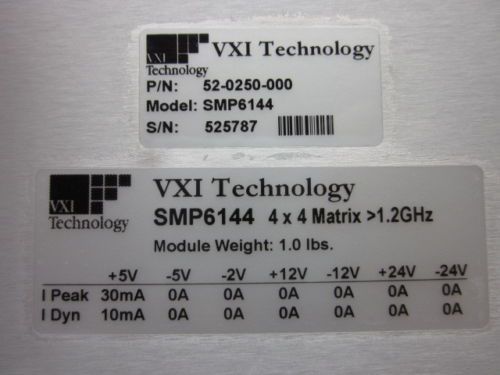 VXI Technology
VXI
Technology
P/N: 52-0250-000
Model: SMP6144
S/N: 525787
VXI Technology
VXI
Technology
SMP6144 4 x 4 Matrix >1.2GHz
Module Weight: 1.0 lbs.
+5V -5V -2V +12V -12V +24V -24V
I Peak 30mA 0A 0A 0A 0A 0A 0A
I Dyn 10mA 0A 0A 0A 0A 0A 0A